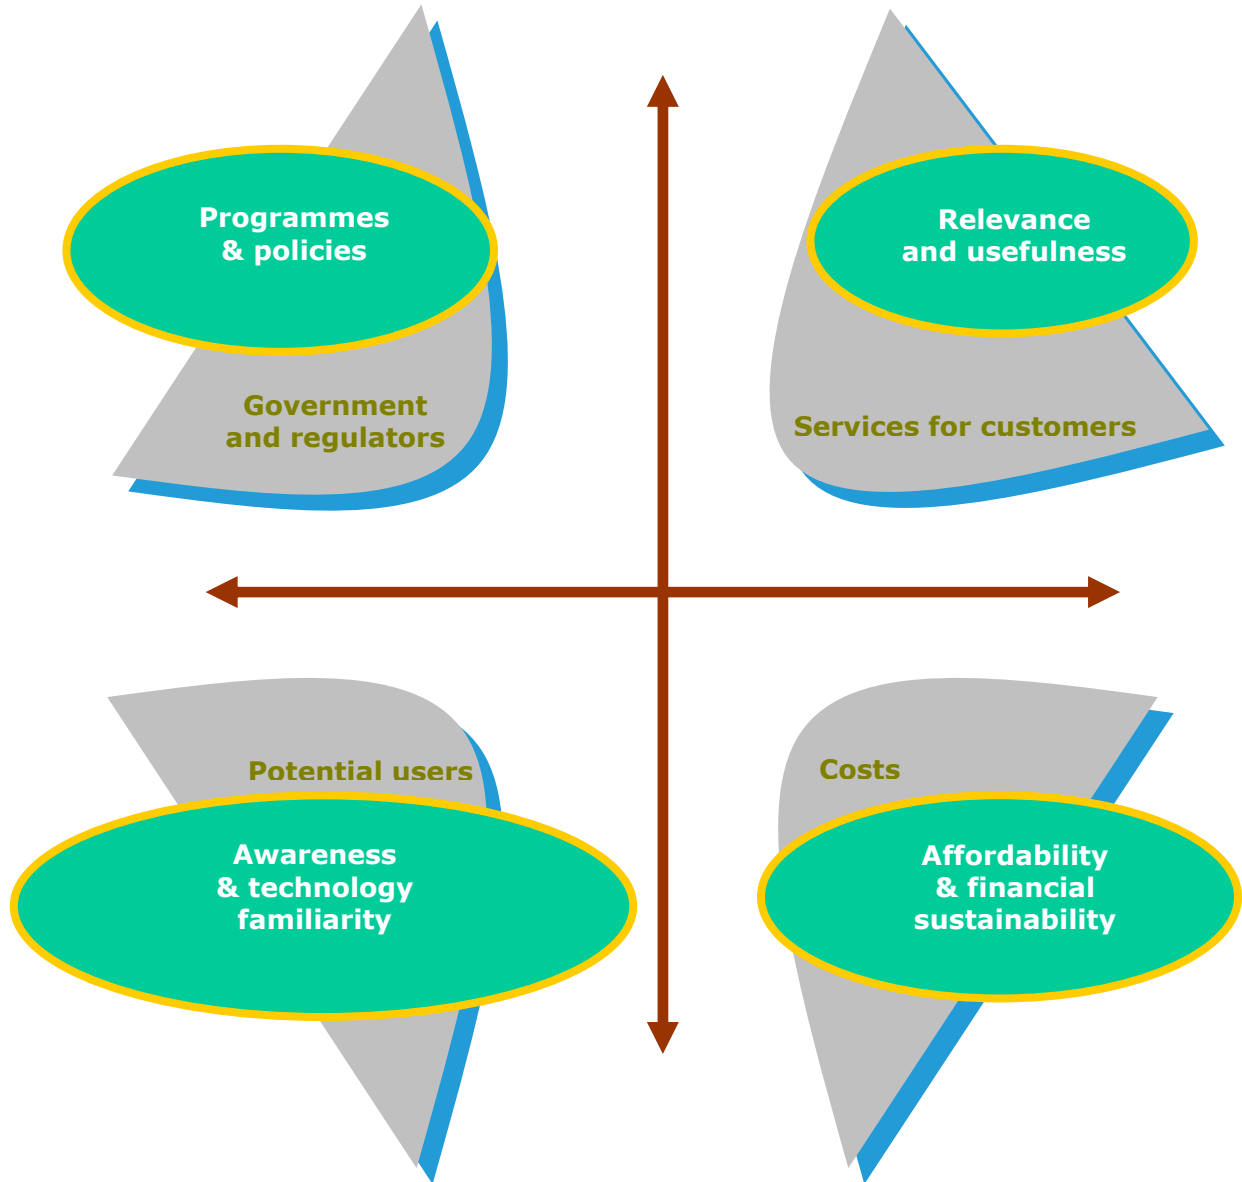 Programmes
& policies
Relevance
and usefulness
Government
and regulators
Services for customers
Potential users
Costs
Awareness
& technology
familiarity
Affordability
& financial
sustainability